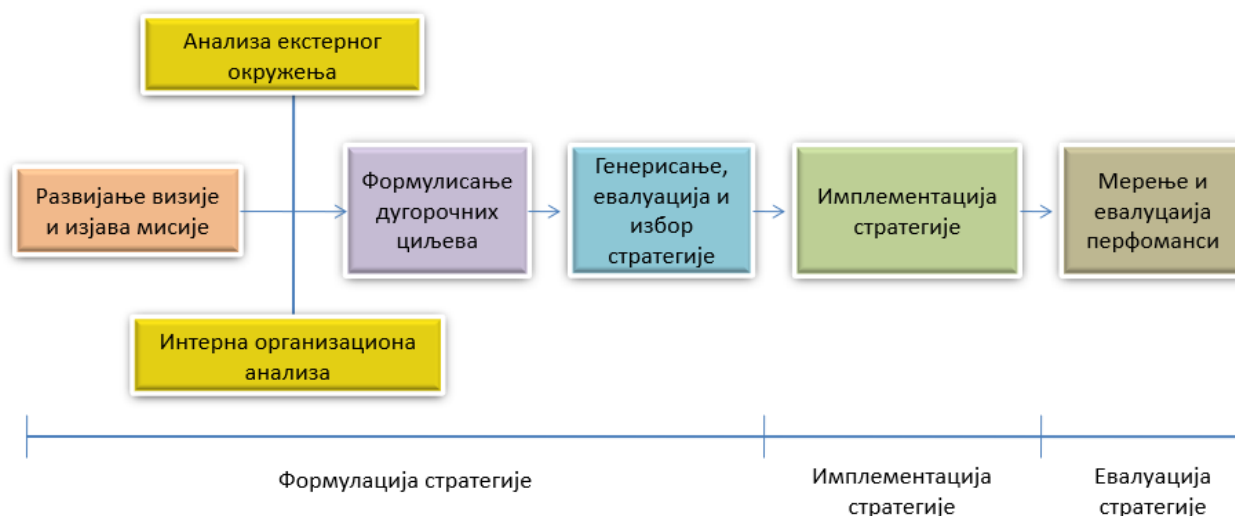 Анализа екстерног
окружења
Развијање визије
и изјава мисије
Формулисање
дугорочних
циљева
Генерисање,
евалуација и
избор
стратегије
Имплементација
стратегије
Мерење и
евалуцаија
перфоманси
Интерна организациона
анализа
Формулација стратегије
Имплементација
стратегије
Евалуација
стратегије